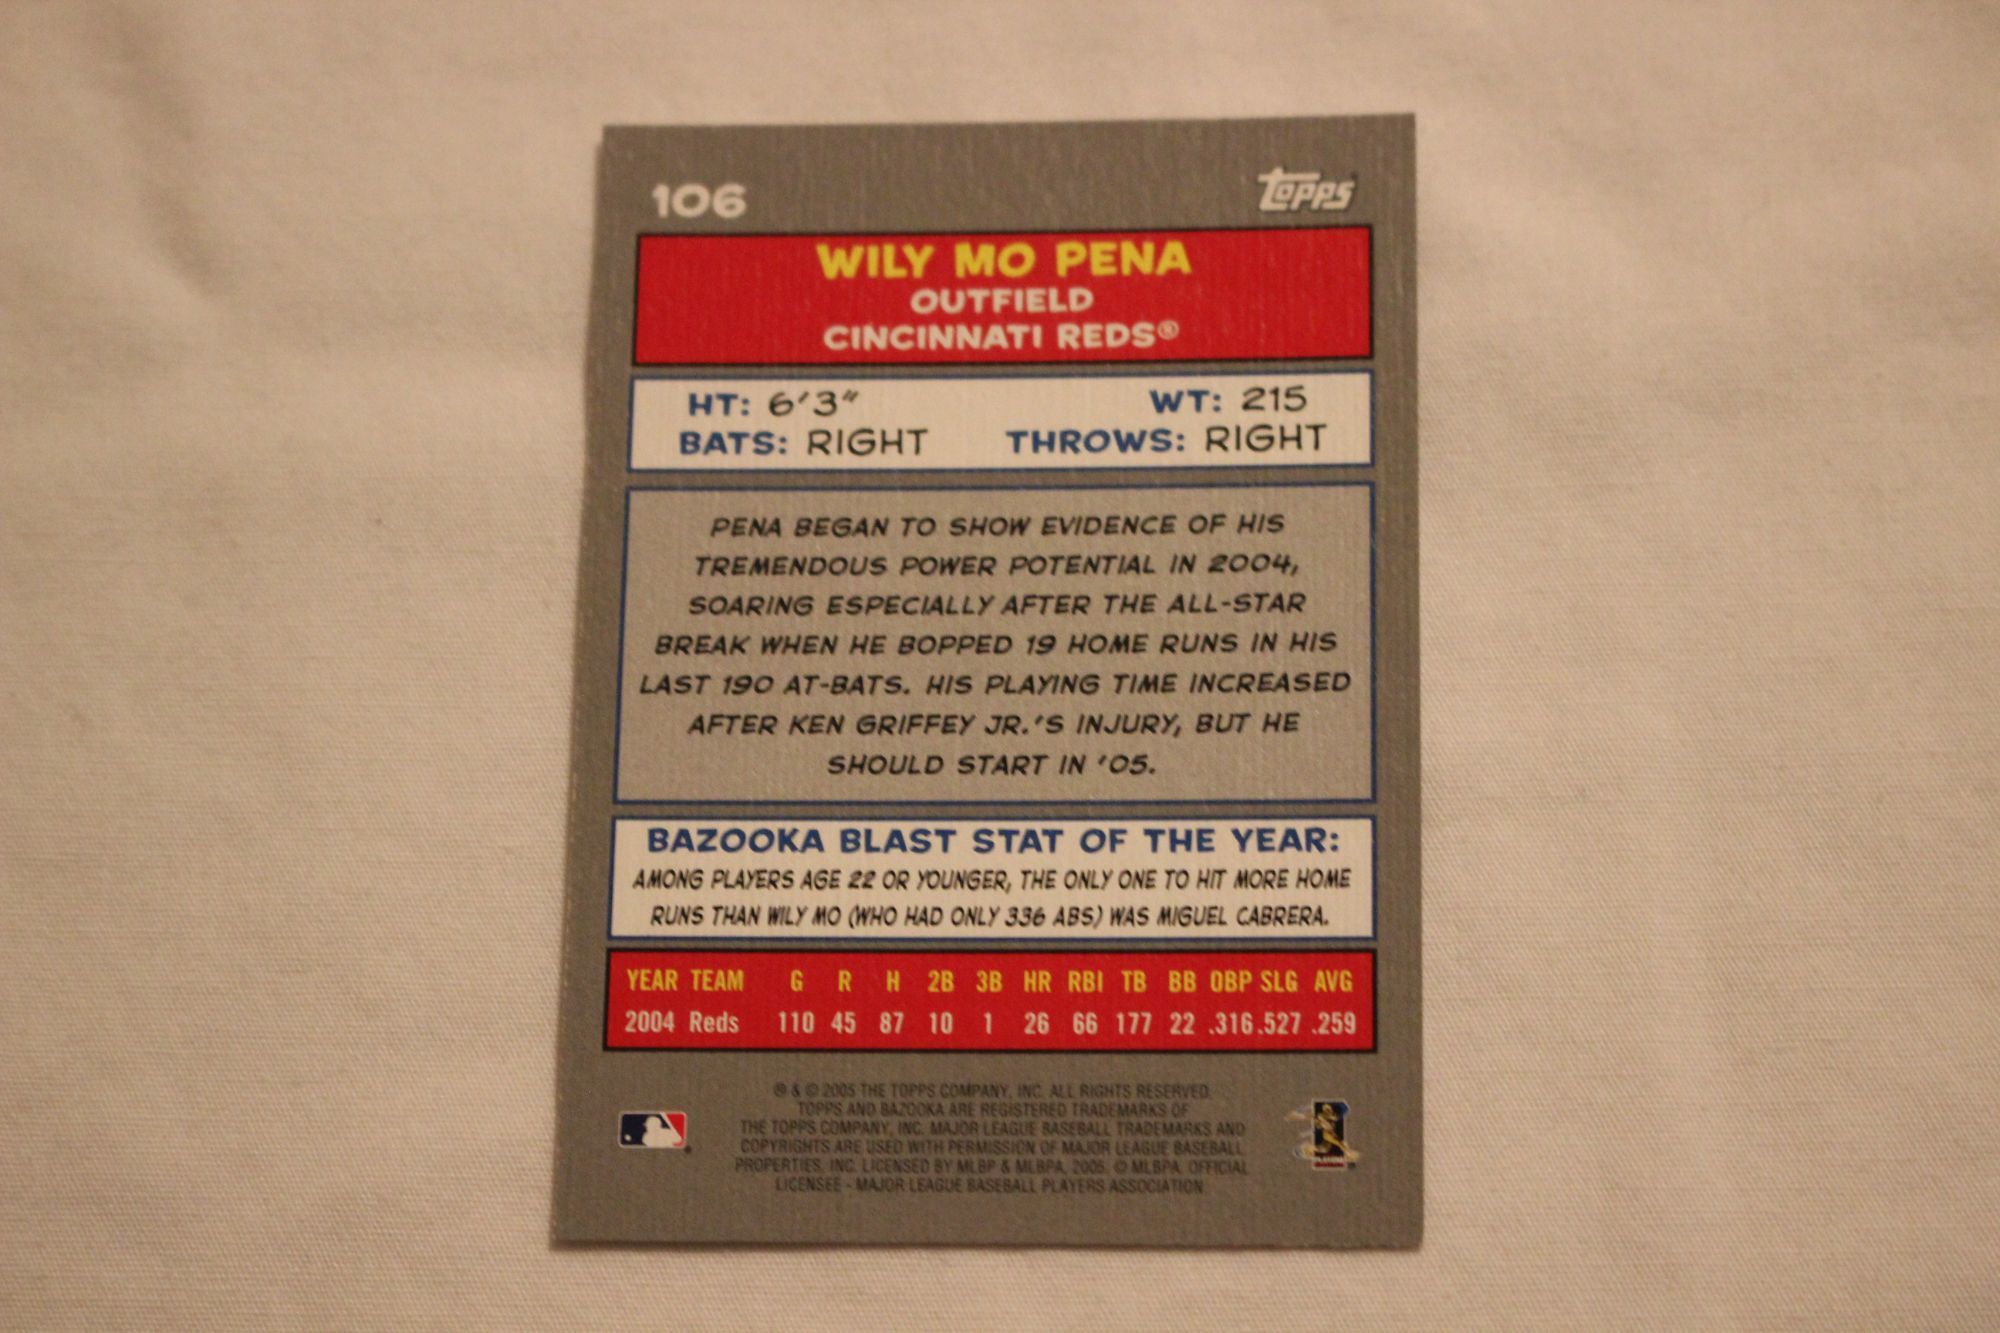 106
Topps
WILY MO PENA
OUTFIELD
CINCINNATI REDS®
HT: 6'3" WT: 215
BATS: RIGHT THROWS: RIGHT
PENA BEGAN TO SHOW EVIDENCE OF HIS
TREMENDOUS POWER POTENTIAL IN 2004,
SOARING ESPECIALLY AFTER THE ALL-STAR
BREAK WHEN HE BOPPED 19 HOME RUNS IN HIS
LAST 190 AT-BATS. HIS PLAYING TIME INCREASED
AFTER KEN GRIFFEY JR.'S INJURY, BUT HE
SHOULD START IN '05.
BAZOOKA BLAST STAT OF THE YEAR:
AMONG PLAYERS AGE 22 OR YOUNGER, THE ONLY ONE TO HIT MORE HOME
RUNS THAN WILY MO (WHO HAD ONLY 336 ABS) WAS MIGUEL CABRERA.
YEAR TEAM G R H 2B 3B HR RBI TB BB OBP SLG AVG
2004 Reds 110 45 87 10 1 26 66 177 22 .316 .527 .259
® & © 2005 THE TOPPS COMPANY, INC. ALL RIGHTS RESERVED.
TOPPS AND BAZOOKA ARE REGISTERED TRADEMARKS OF
THE TOPPS COMPANY, INC. MAJOR LEAGUE BASEBALL TRADEMARKS AND
COPYRIGHTS ARE USED WITH PERMISSION OF MAJOR LEAGUE BASEBALL
PROPERTIES, INC. LICENSED BY MLBP & MLBPA, 2005. © MLBPA. OFFICIAL
LICENSEE - MAJOR LEAGUE BASEBALL PLAYERS ASSOCIATION.